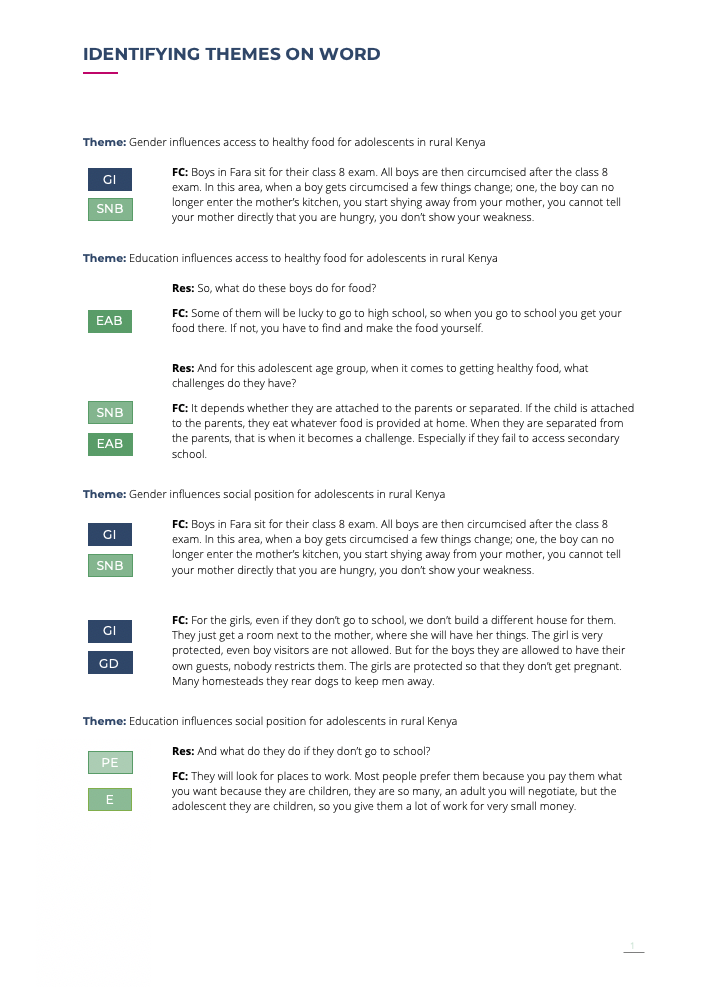 IDENTIFYING THEMES ON WORD
Theme: Gender influences access to healthy food for adolescents in rural Kenya
GI
SNB
FC: Boys in Fara sit for their class 8 exam. All boys are then circumcised after the class 8
exam. In this area, when a boy gets circumcised a few things change; one, the boy can no
longer enter the mother’s kitchen, you start shying away from your mother, you cannot tell
your mother directly that you are hungry, you don’t show your weakness.
Theme: Education influences access to healthy food for adolescents in rural Kenya
Res: So, what do these boys do for food?
EAB
FC: Some of them will be lucky to go to high school, so when you go to school you get your
food there. If not, you have to find and make the food yourself.
Res: And for this adolescent age group, when it comes to getting healthy food, what
challenges do they have?
SNB
EAB
FC: It depends whether they are attached to the parents or separated. If the child is attached
to the parents, they eat whatever food is provided at home. When they are separated from
the parents, that is when it becomes a challenge. Especially if they fail to access secondary
school.
Theme: Gender influences social position for adolescents in rural Kenya
GI
SNB
FC: Boys in Fara sit for their class 8 exam. All boys are then circumcised after the class 8
exam. In this area, when a boy gets circumcised a few things change; one, the boy can no
longer enter the mother’s kitchen, you start shying away from your mother, you cannot tell
your mother directly that you are hungry, you don’t show your weakness.
GI
GD
FC: For the girls, even if they don’t go to school, we don’t build a different house for them.
They just get a room next to the mother, where she will have her things. The girl is very
protected, even boy visitors are not allowed. But for the boys they are allowed to have their
own guests, nobody restricts them. The girls are protected so that they don’t get pregnant.
Many homesteads they rear dogs to keep men away.
Theme: Education influences social position for adolescents in rural Kenya
PE
E
Res: And what do they do if they don’t go to school?
FC: They will look for places to work. Most people prefer them because you pay them what
you want because they are children, they are so many, an adult you will negotiate, but the
adolescent they are children, so you give them a lot of work for very small money.
1